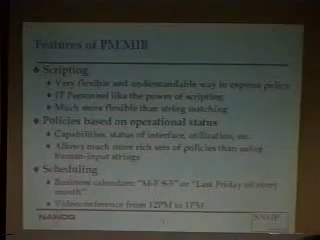 Features of PM MIB
Scripting
Very flexible and understandable way to express policy
IT Personnel like the power of scripting
Much more flexible than string matching
Policies based on operational status
Capabilities, status of interface, utilization, etc.
Allows much more rich sets of policies than using
human-input strings
Scheduling
Business calendars: "M-F 8-5" or "Last Friday of every
month"
Videoconference from 12PM to 1PM
NANOG
SNMP